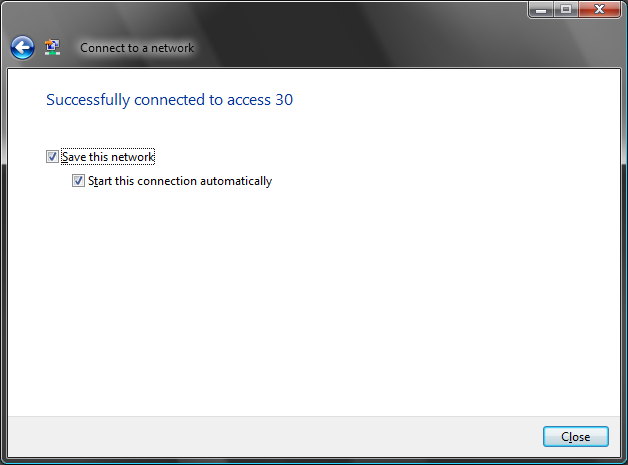 Connect to a network
Successfully connected to access 30
Save this network
Start this connection automatically
Close